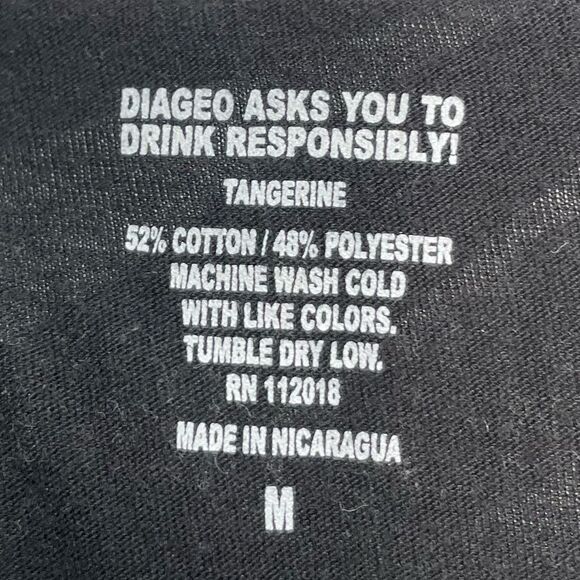 DIAGEO ASKS YOU TO
DRINK RESPONSIBLY!
TANGERINE
52% COTTON / 48% POLYESTER
MACHINE WASH COLD
WITH LIKE COLORS.
TUMBLE DRY LOW.
RN 112018
MADE IN NICARAGUA
M